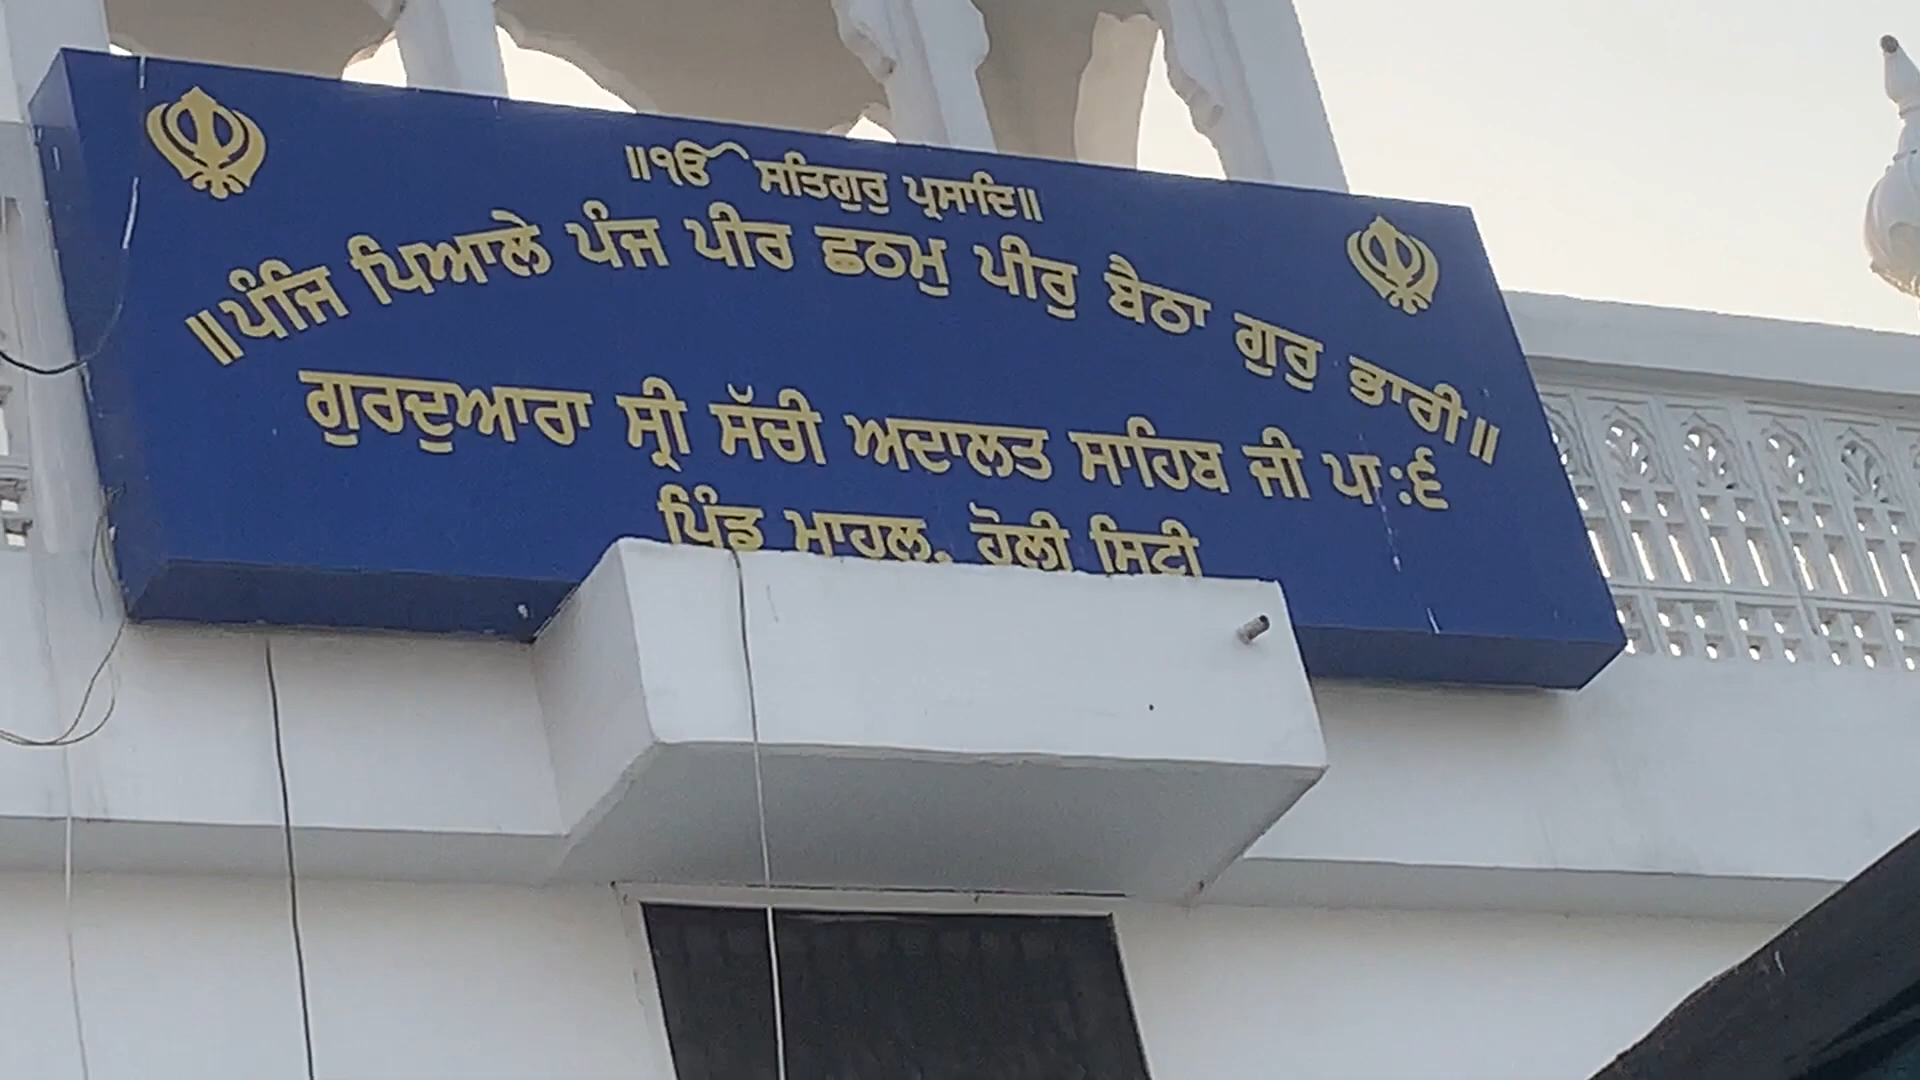 ॥ੴ ਸਤਿਗੁਰੁ ਪ੍ਰਸਾਦਿ॥
॥ਪੰਜਿ ਪਿਆਲੇ ਪੰਜ ਪੀਰ ਛਠਮੁ ਪੀਰੁ ਬੈਠਾ ਗੁਰੁ ਭਾਰੀ॥
ਗੁਰਦੁਆਰਾ ਸ੍ਰੀ ਸੱਚੀ ਅਦਾਲਤ ਸਾਹਿਬ ਜੀ ਪਾ:੬
ਪਿੰਡ ਮਾਹਲ, ਹੋਲੀ ਸਿਟੀ